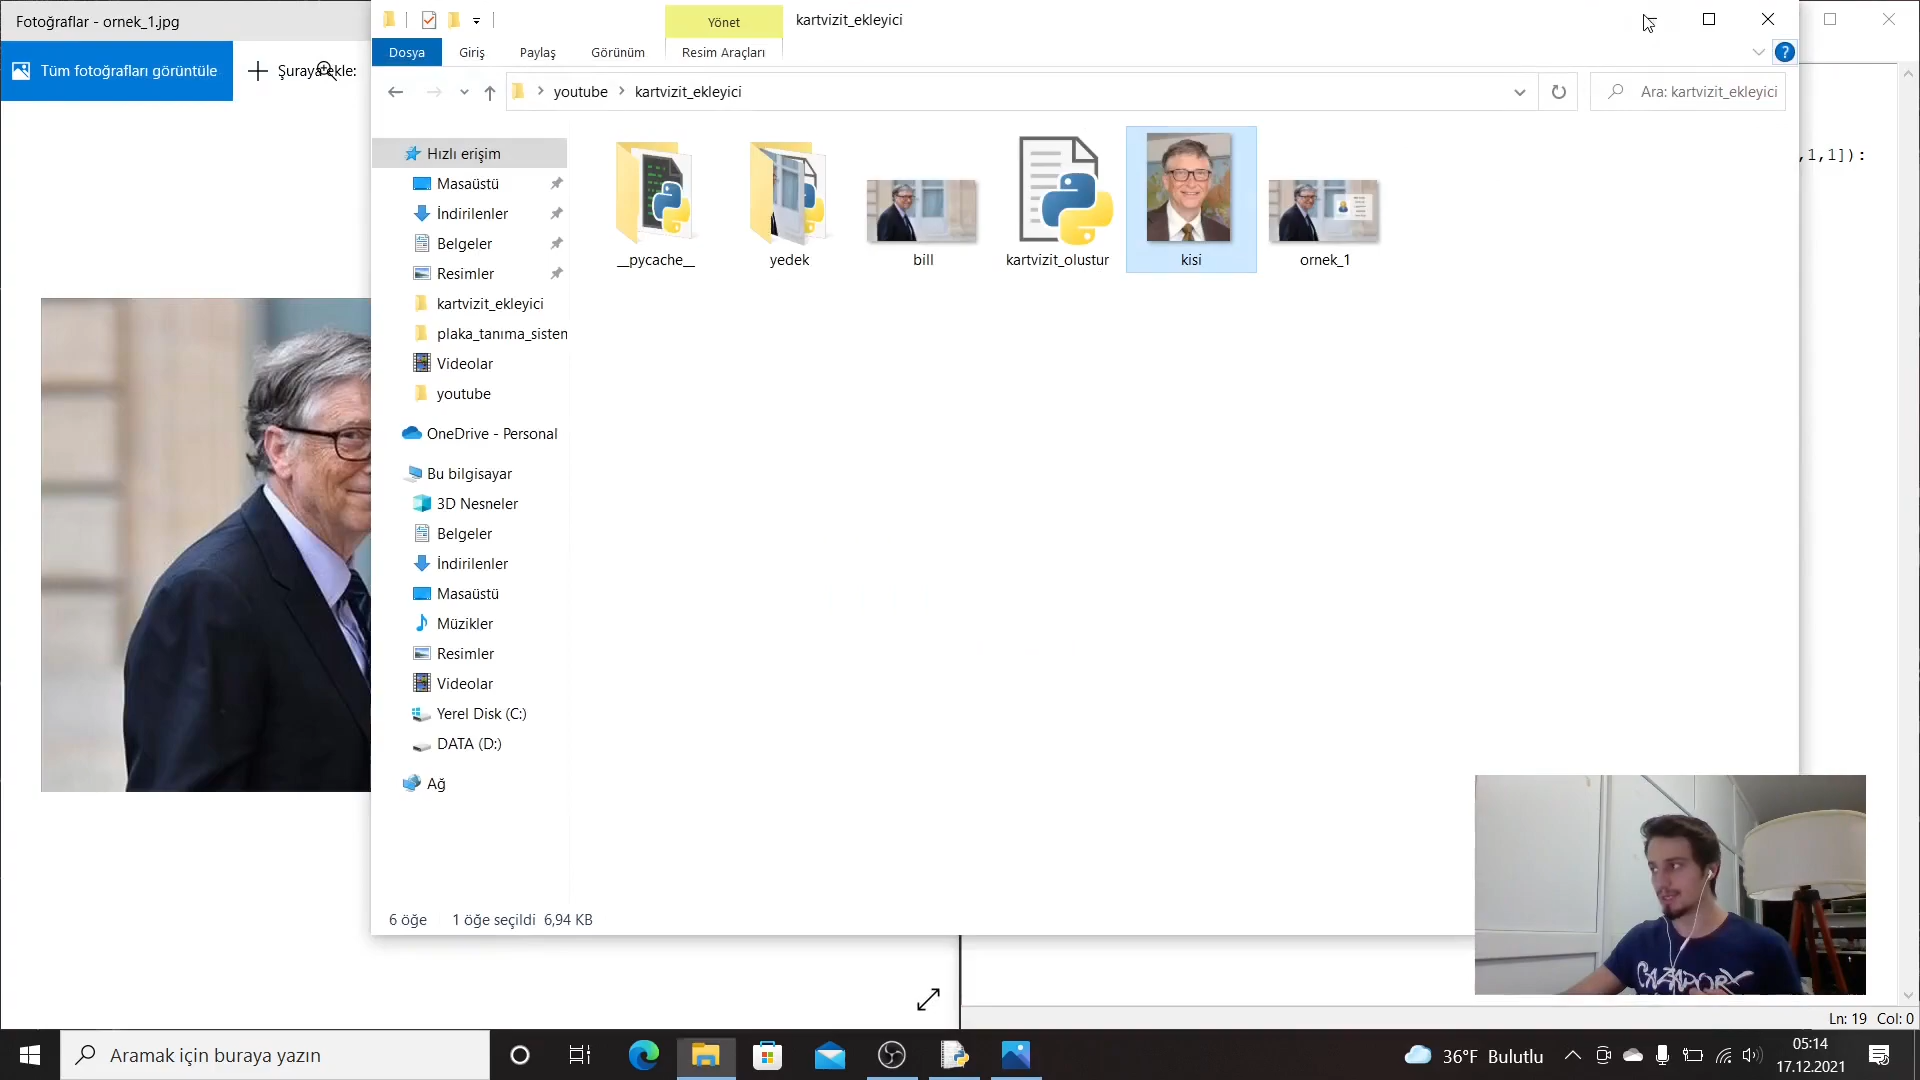 Fotoğraflar - ornek_1.jpg
Tüm fotoğrafları görüntüle
Şuraya ekle:
Yönet
kartvizit_ekleyici
Dosya
Giriş
Paylaş
Görünüm
Resim Araçları
youtube
kartvizit_ekleyici
Ara: kartvizit_ekleyici
,1,1]):
Hızlı erişim
Masaüstü
İndirilenler
Belgeler
Resimler
kartvizit_ekleyici
plaka_tanıma_sisten
Videolar
youtube
OneDrive - Personal
Bu bilgisayar
3D Nesneler
Belgeler
İndirilenler
Masaüstü
Müzikler
Resimler
Videolar
Yerel Disk (C:)
DATA (D:)
Ağ
__pycache__
yedek
bill
kartvizit_olustur
kisi
ornek_1
6 öğe
1 öğe seçildi 6,94 KB
Ln: 19 Col: 0
Aramak için buraya yazın
36°F Bulutlu
05:14
17.12.2021